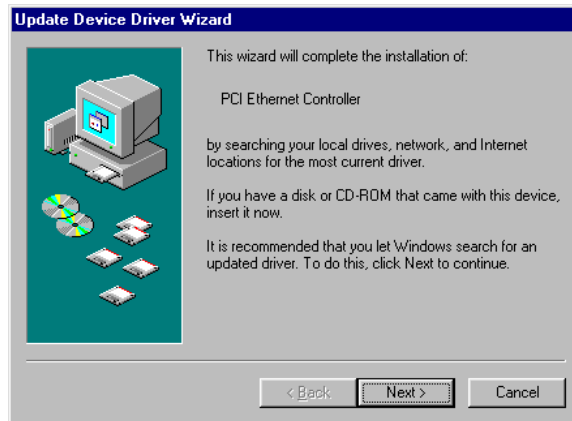 Update Device Driver Wizard
This wizard will complete the installation of:
PCI Ethernet Controller
by searching your local drives, network, and Internet
locations for the most current driver.
If you have a disk or CD-ROM that came with this device,
insert it now.
It is recommended that you let Windows search for an
updated driver. To do this, click Next to continue.
< Back
Next >
Cancel